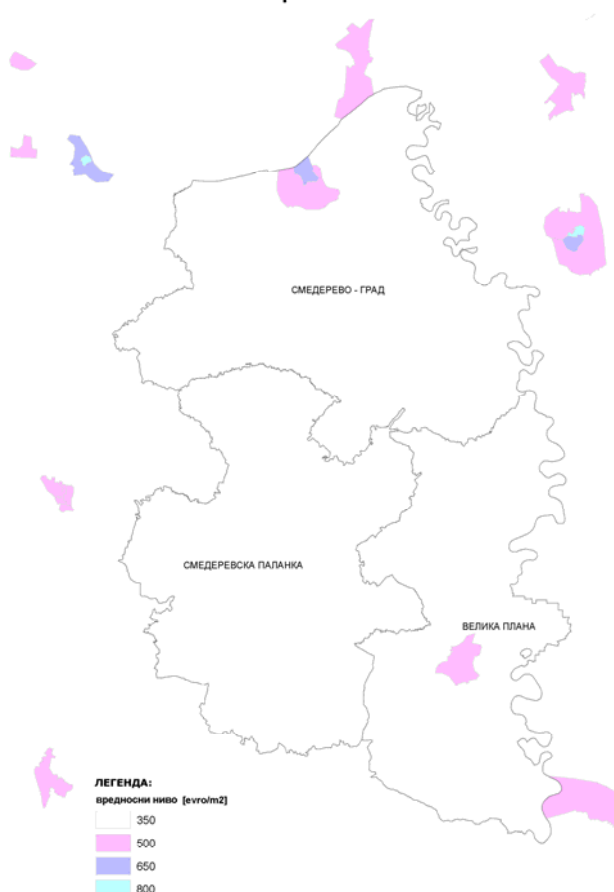 СМЕДЕРЕВО - ГРАД
СМЕДЕРЕВСКА ПАЛАНКА
ВЕЛИКА ПЛАНА
ЛЕГЕНДА:
вредносни ниво [evro/m2]
350
500
650
800